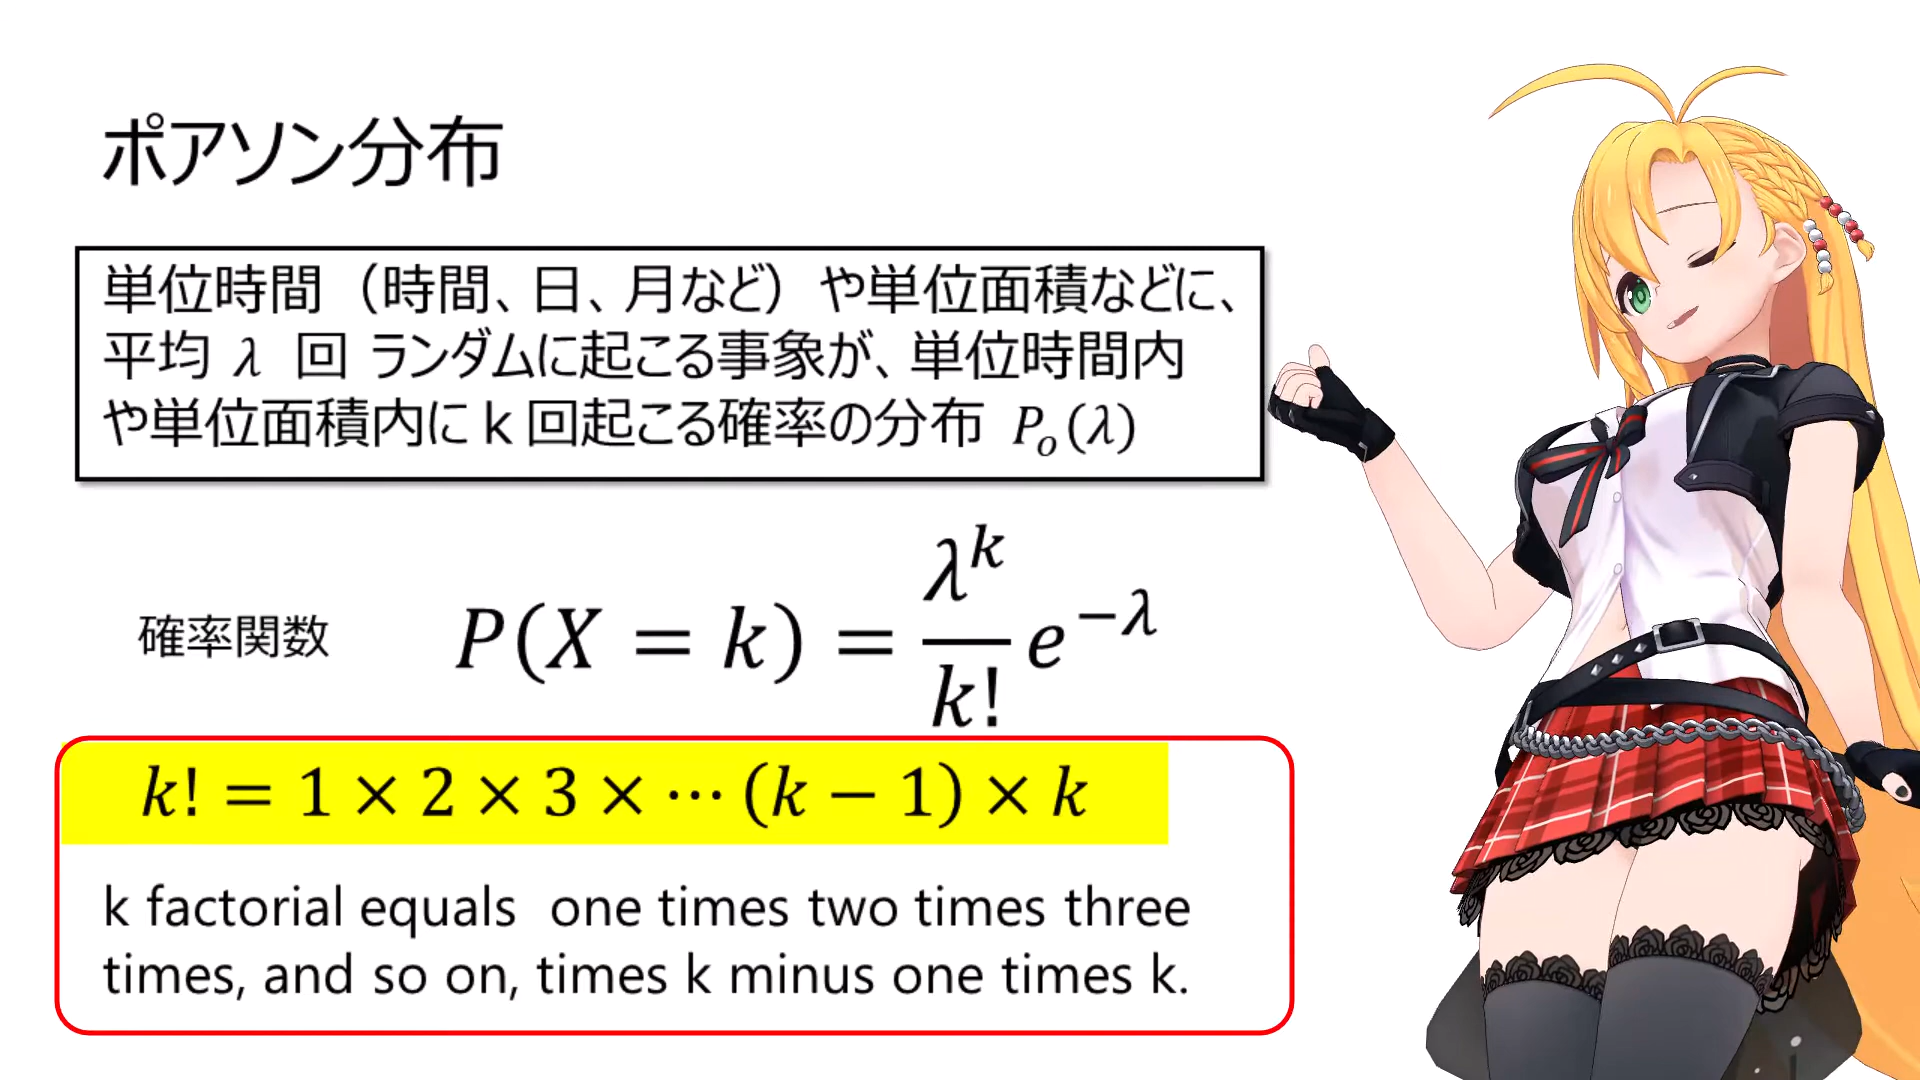 ポアソン分布
単位時間（時間、日、月など）や単位面積などに、
平均 λ 回 ランダムに起こる事象が、単位時間内
や単位面積内にk回起こる確率の分布 Pₒ(λ)
確率関数 P(X = k) = λ^k / k! e^{−λ}
k! = 1 × 2 × 3 × ⋯ (k − 1) × k
k factorial equals one times two times three
times, and so on, times k minus one times k.